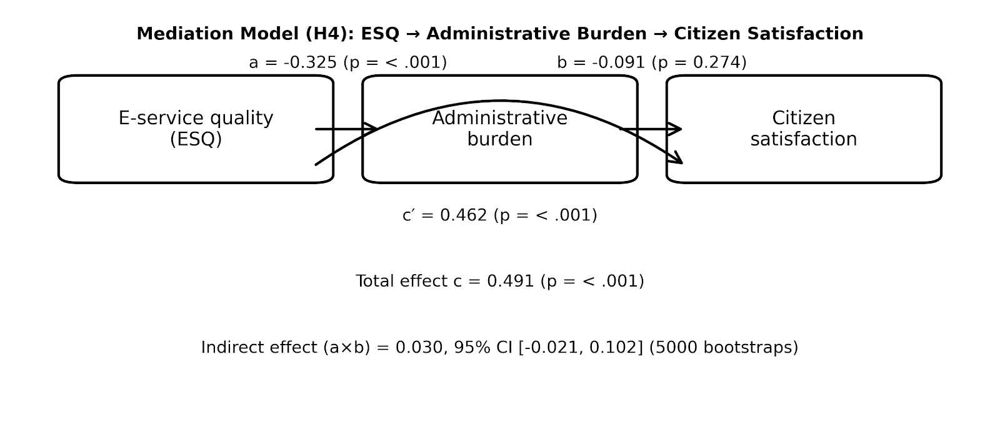 Mediation Model (H4): ESQ → Administrative Burden → Citizen Satisfaction
a = -0.325 (p = < .001)
b = -0.091 (p = 0.274)
E-service quality
(ESQ)
Administrative
burden
Citizen
satisfaction
c′ = 0.462 (p = < .001)
Total effect c = 0.491 (p = < .001)
Indirect effect (a×b) = 0.030, 95% CI [-0.021, 0.102] (5000 bootstraps)